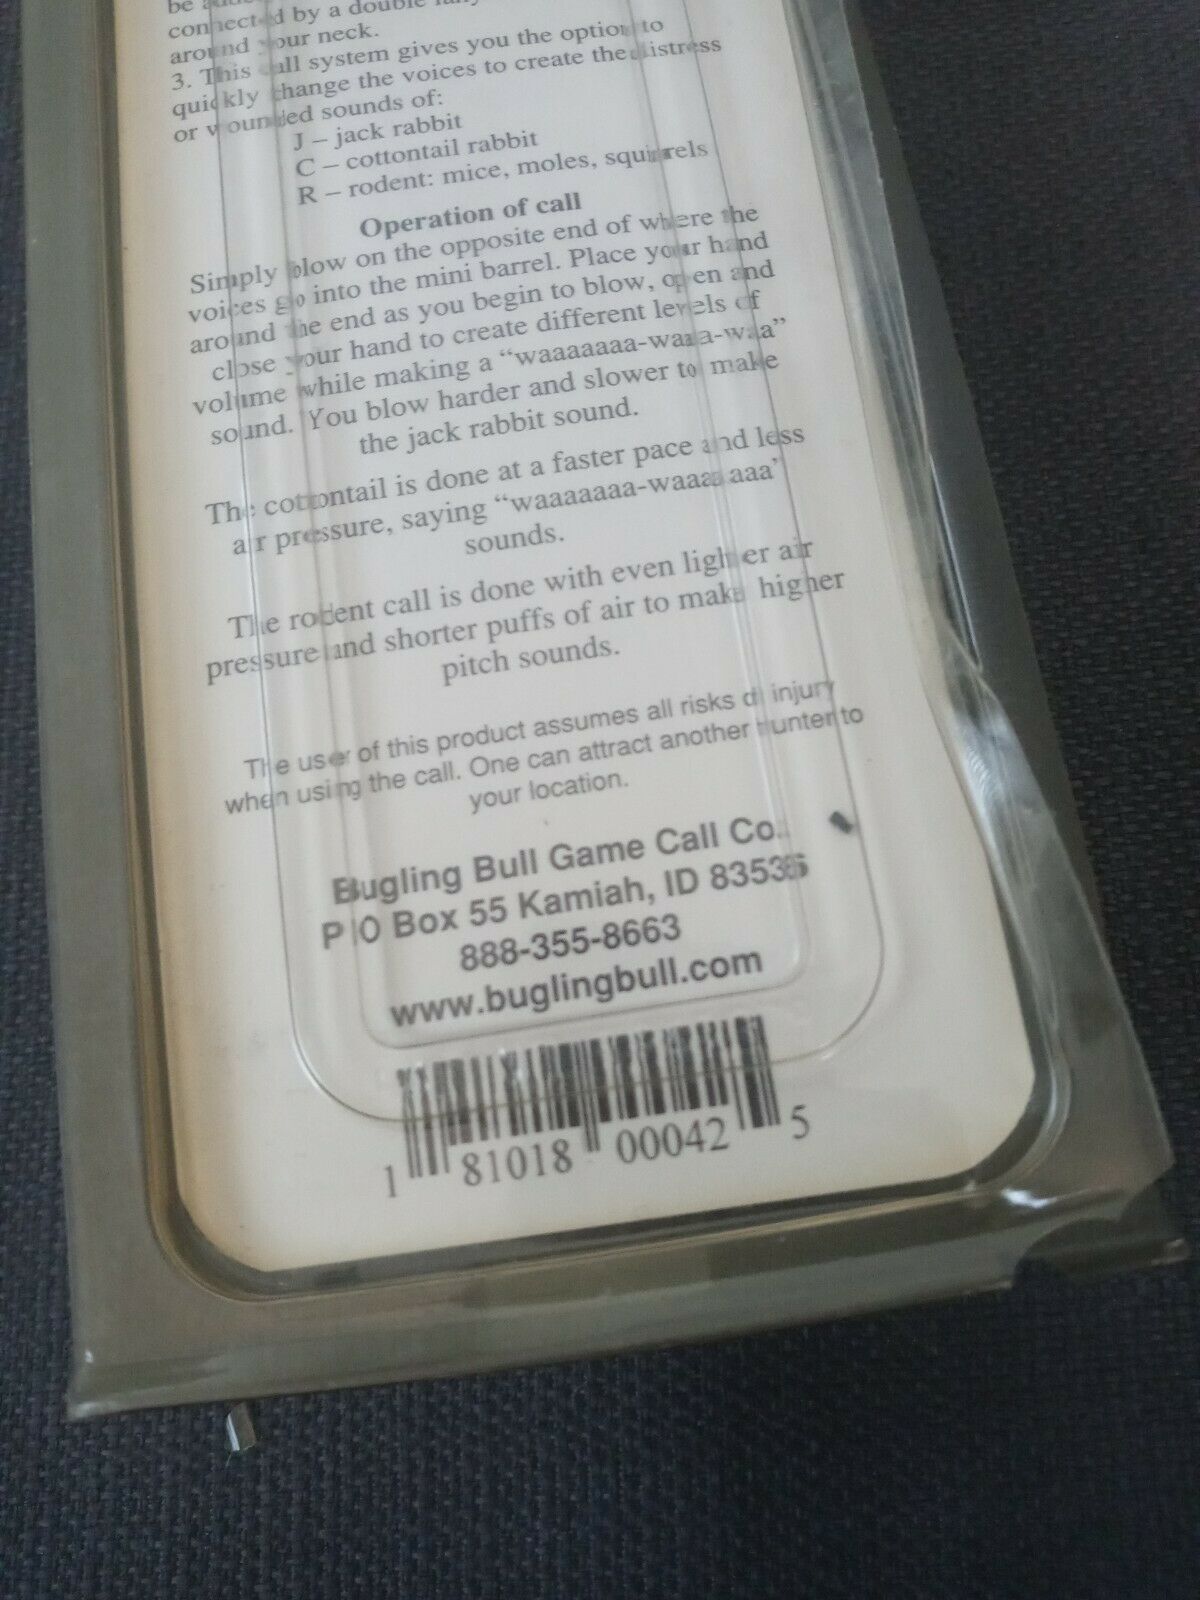 connected by a double
around your neck.
3. This call system gives you the option to
quickly change the voices to create the distress
or wounded sounds of:
J – jack rabbit
C – cottontail rabbit
R – rodent: mice, moles, squirrels
Operation of call
Simply blow on the opposite end of where the
voices go into the mini barrel. Place your hand
around the end as you begin to blow, open and
close your hand to create different levels of
volume while making a “waaaaaaa-waaa-waa”
sound. You blow harder and slower to make
the jack rabbit sound.
The cottontail is done at a faster pace and less
air pressure, saying “waaaaaaa-waaaaaaa”
sounds.
The rodent call is done with even lighter air
pressure and shorter puffs of air to make higher
pitch sounds.
The user of this product assumes all risks of injury
when using the call. One can attract another hunter to
your location.
Bugling Bull Game Call Co.
P O Box 55 Kamiah, ID 83536
888-355-8663
www.buglingbull.com
1 81018 00042 5